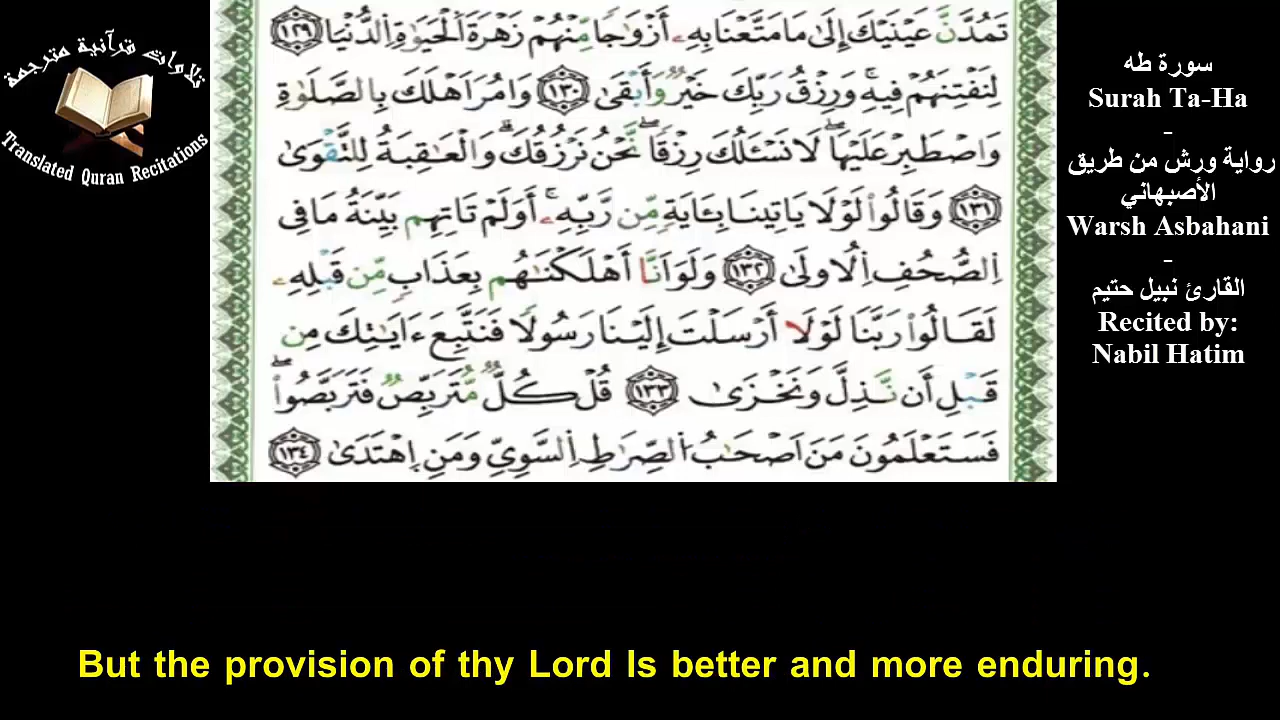 تلاوات قرآنية مترجمة
Translated Quran Recitations
تَمُدَّنَّ عَيْنَيْكَ إِلَىٰ مَا مَتَّعْنَا بِهِۦ أَزْوَٰجًا مِّنْهُمْ زَهْرَةَ اَلْحَيَوٰةِ اِلدُّنْيَا ١٢٩
لِنَفْتِنَهُمْ فِيهِۚ وَرِزْقُ رَبِّكَ خَيْرٌ وَأَبْقَىٰ ١٣٠ وَامُرَ اَهْلَكَ بِالصَّلَوٰةِ
وَاصْطَبِرْ عَلَيْهَاۖ لَا نَسْـَٔلُكَ رِزْقًاۖ نَّحْنُ نَرْزُقُكَۗ وَالْعَٰقِبَةُ لِلتَّقْوَىٰ
١٣١ وَقَالُواْ لَوْلَا يَاتِينَا بِـَٔايَةٍ مِّن رَّبِّهِۦۚ أَوَلَمْ تَاتِهِم بَيِّنَةُ مَا فِي
اِلصُّحُفِ اِلُاولَىٰ ١٣٢ وَلَوَ اَنَّا أَهْلَكْنَٰهُم بِعَذَابٍ مِّن قَبْلِهِۦ
لَقَالُواْ رَبَّنَا لَوْلَا أَرْسَلْتَ إِلَيْنَا رَسُولًا فَنَتَّبِعَ ءَايَٰتِكَ مِن
قَبْلِ أَن نَّذِلَّ وَنَخْزَىٰ ١٣٣ قُلْ كُلٌّ مُّتَرَبِّصٌ فَتَرَبَّصُواْۖ
فَسَتَعْلَمُونَ مَنَ اَصْحَٰبُ اُلصِّرَٰطِ اِلسَّوِيِّ وَمَنِ اِهْتَدَىٰ ١٣٤
سورة طه
Surah Ta-Ha
-
رواية ورش من طريق
الأصبهاني
Warsh Asbahani
-
القارئ نبيل حتيم
Recited by:
Nabil Hatim
But the provision of thy Lord Is better and more enduring.